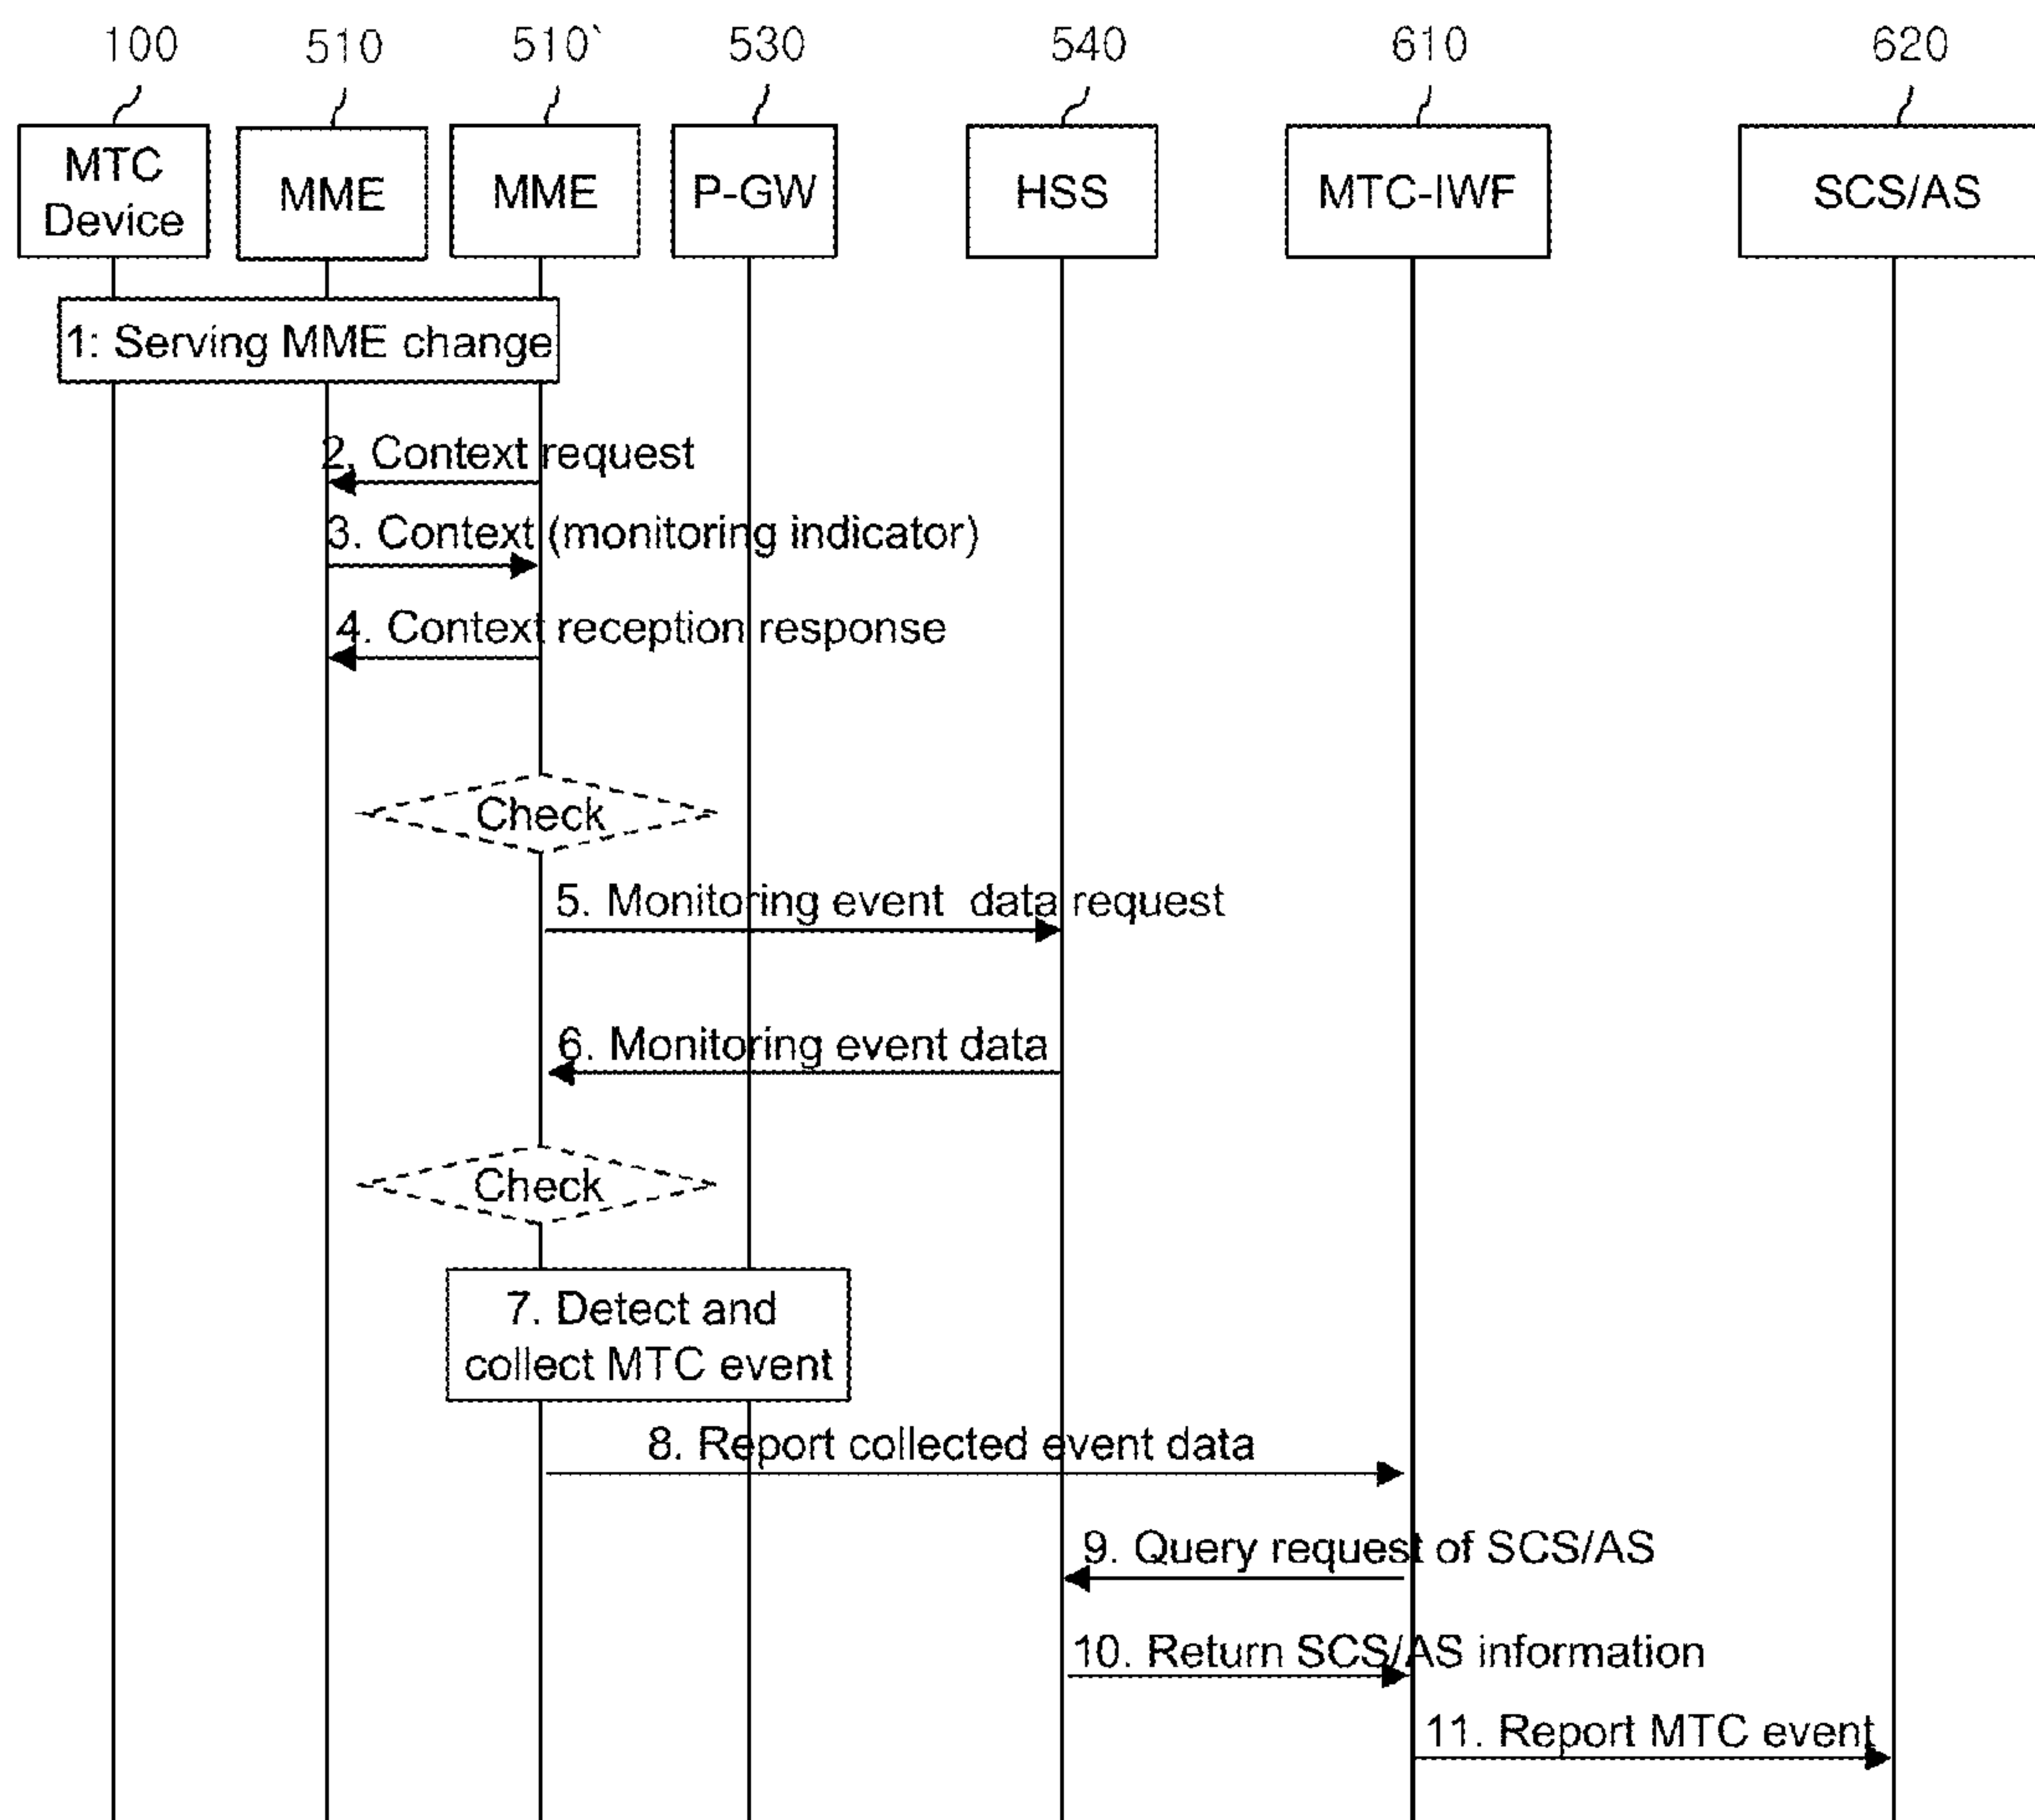 100
510
510`
530
540
610
620
MTC
Device
MME
MME
P-GW
HSS
MTC-IWF
SCS/AS
1: Serving MME change
2. Context request
3. Context (monitoring indicator)
4. Context reception response
Check
5. Monitoring event data request
6. Monitoring event data
Check
7. Detect and
collect MTC event
8. Report collected event data
9. Query request of SCS/AS
10. Return SCS/AS information
11. Report MTC event